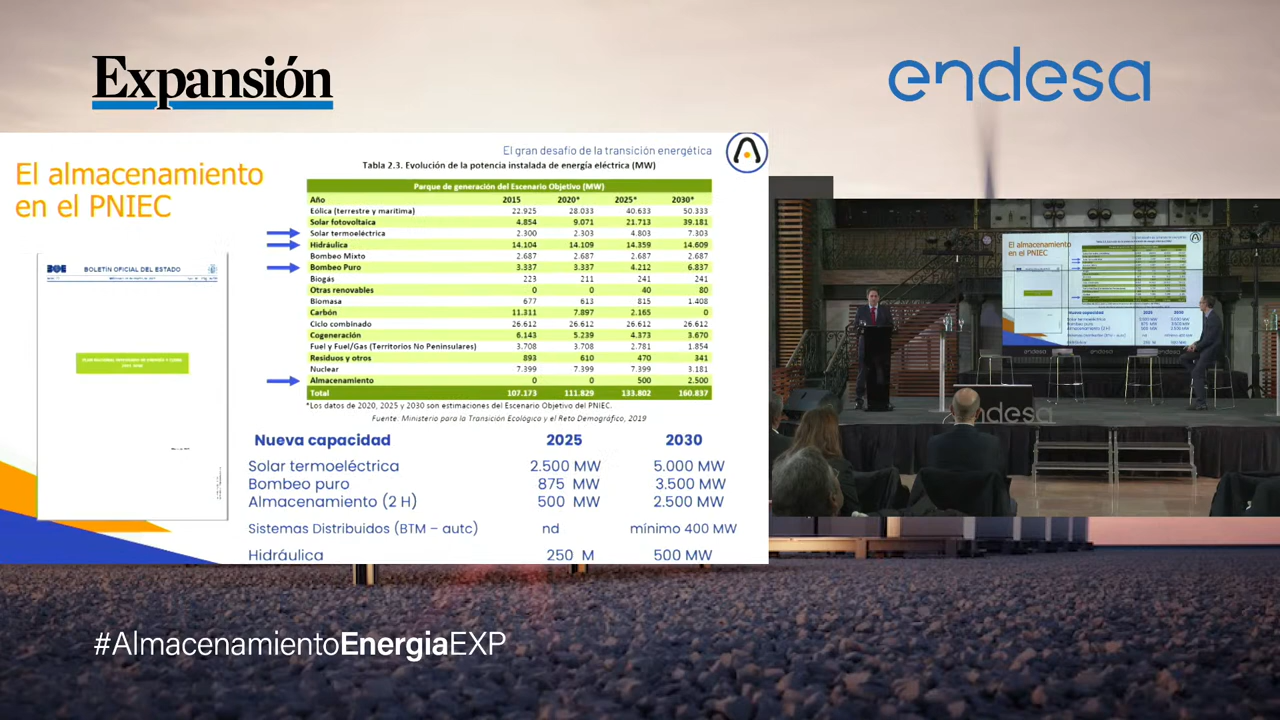 Expansión
endesa
El gran desafío de la transición energética
El almacenamiento
en el PNIEC
BOE BOLETÍN OFICIAL DEL ESTADO
Tabla 2.3. Evolución de la potencia instalada de energía eléctrica (MW)
Parque de generación del Escenario Objetivo (MW)
Año 2015 2020* 2025* 2030*
Eólica (terrestre y marítima) 22.925 28.033 40.633 50.333
Solar fotovoltaica 4.854 9.071 21.713 39.181
Solar termoeléctrica 2.300 2.303 4.803 7.303
Hidráulica 14.104 14.109 14.359 14.609
Bombeo Mixto 2.687 2.687 2.687 2.687
Bombeo Puro 3.337 3.337 4.212 6.837
Biogás 223 211 241 241
Otras renovables 0 0 40 80
Biomasa 677 613 815 1.408
Carbón 11.311 7.897 2.165 0
Ciclo combinado 26.612 26.612 26.612 26.612
Cogeneración 6.143 5.239 4.373 3.670
Fuel y Fuel/Gas (Territorios No Peninsulares) 3.708 3.708 2.781 1.854
Residuos y otros 893 610 470 341
Nuclear 7.399 7.399 7.399 3.181
Almacenamiento 0 0 500 2.500
Total 107.173 111.829 133.802 160.837
*Los datos de 2020, 2025 y 2030 son estimaciones del Escenario Objetivo del PNIEC.
Fuente: Ministerio para la Transición Ecológica y el Reto Demográfico, 2019
Nueva capacidad 2025 2030
Solar termoeléctrica 2.500 MW 5.000 MW
Bombeo puro 875 MW 3.500 MW
Almacenamiento (2 H) 500 MW 2.500 MW
Sistemas Distribuidos (BTM – autc) nd mínimo 400 MW
Hidráulica 250 M 500 MW
El almacenamiento
en el PNIEC
endesa
#AlmacenamientoEnergiaEXP